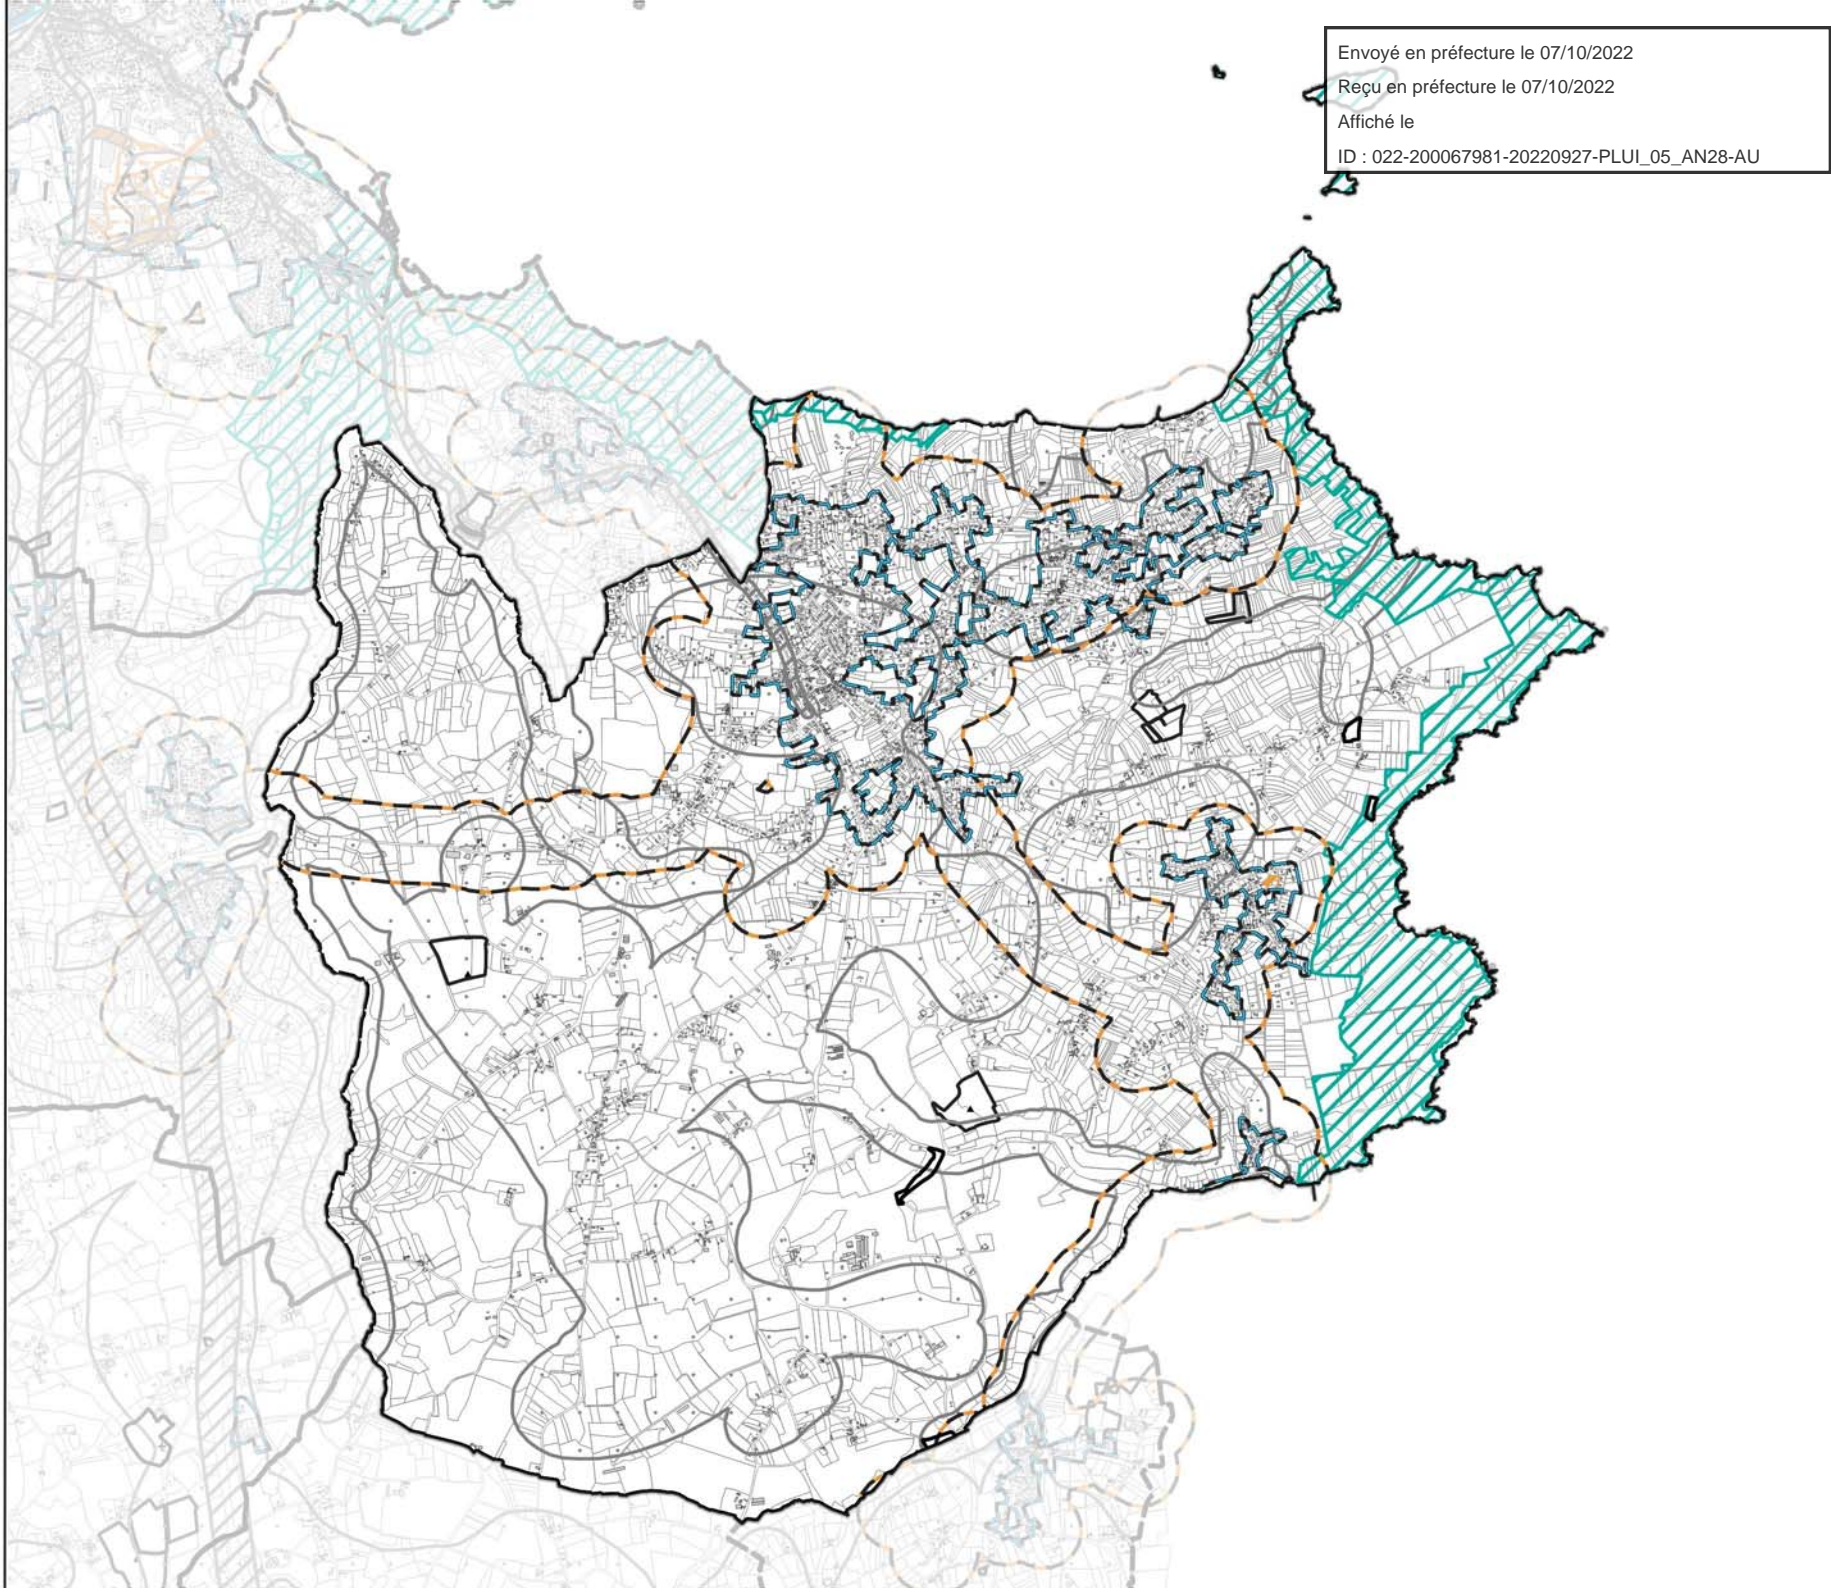 Envoyé en préfecture le 07/10/2022
Reçu en préfecture le 07/10/2022
Affiché le
ID : 022-200067981-20220927-PLUI_05_AN28-AU